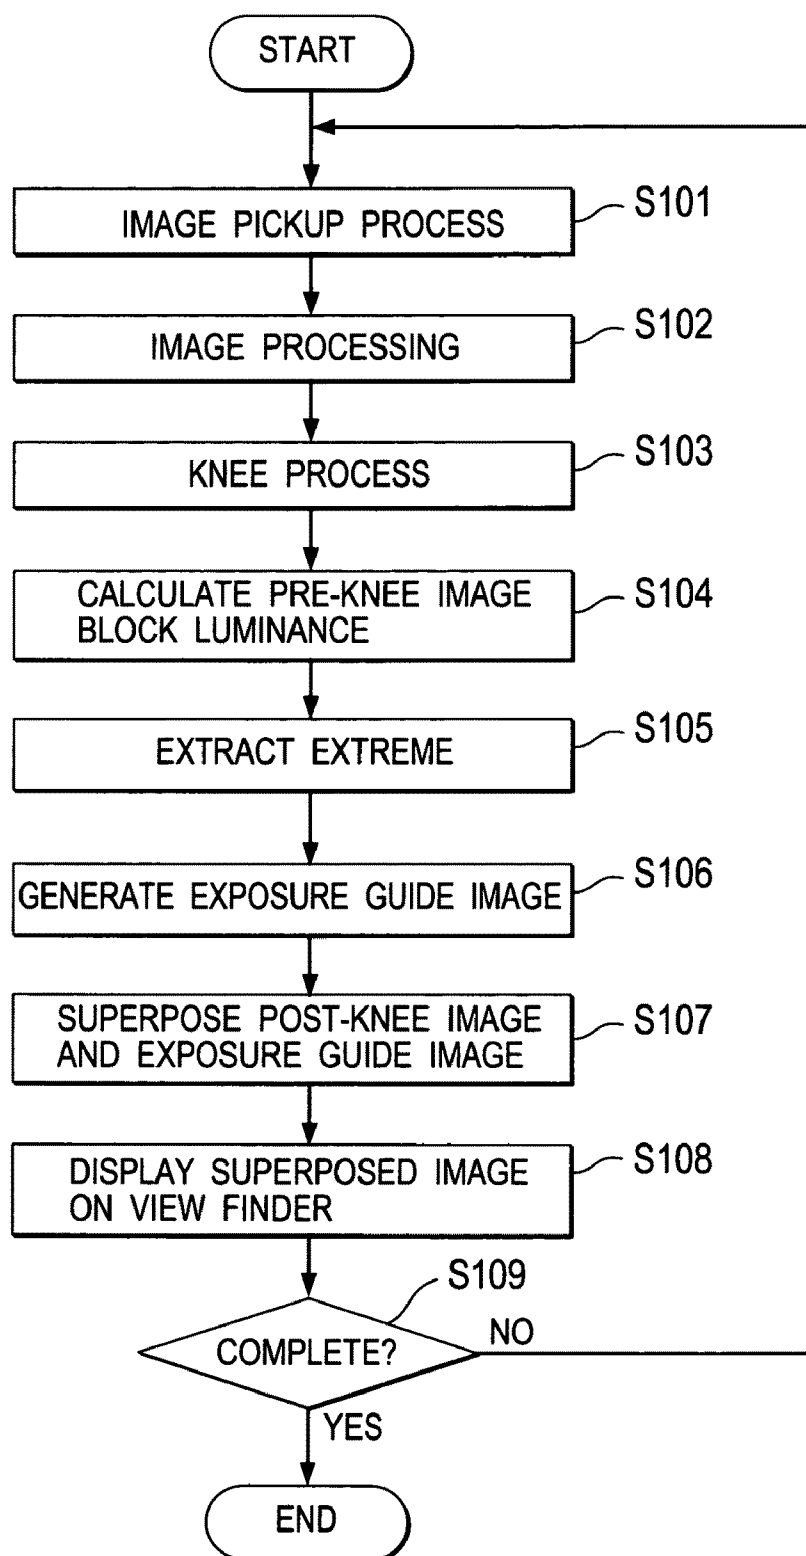 START
IMAGE PICKUP PROCESS
S101
IMAGE PROCESSING
S102
KNEE PROCESS
S103
CALCULATE PRE-KNEE IMAGE
BLOCK LUMINANCE
S104
EXTRACT EXTREME
S105
GENERATE EXPOSURE GUIDE IMAGE
S106
SUPERPOSE POST-KNEE IMAGE
AND EXPOSURE GUIDE IMAGE
S107
DISPLAY SUPERPOSED IMAGE
ON VIEW FINDER
S108
S109
COMPLETE?
NO
YES
END